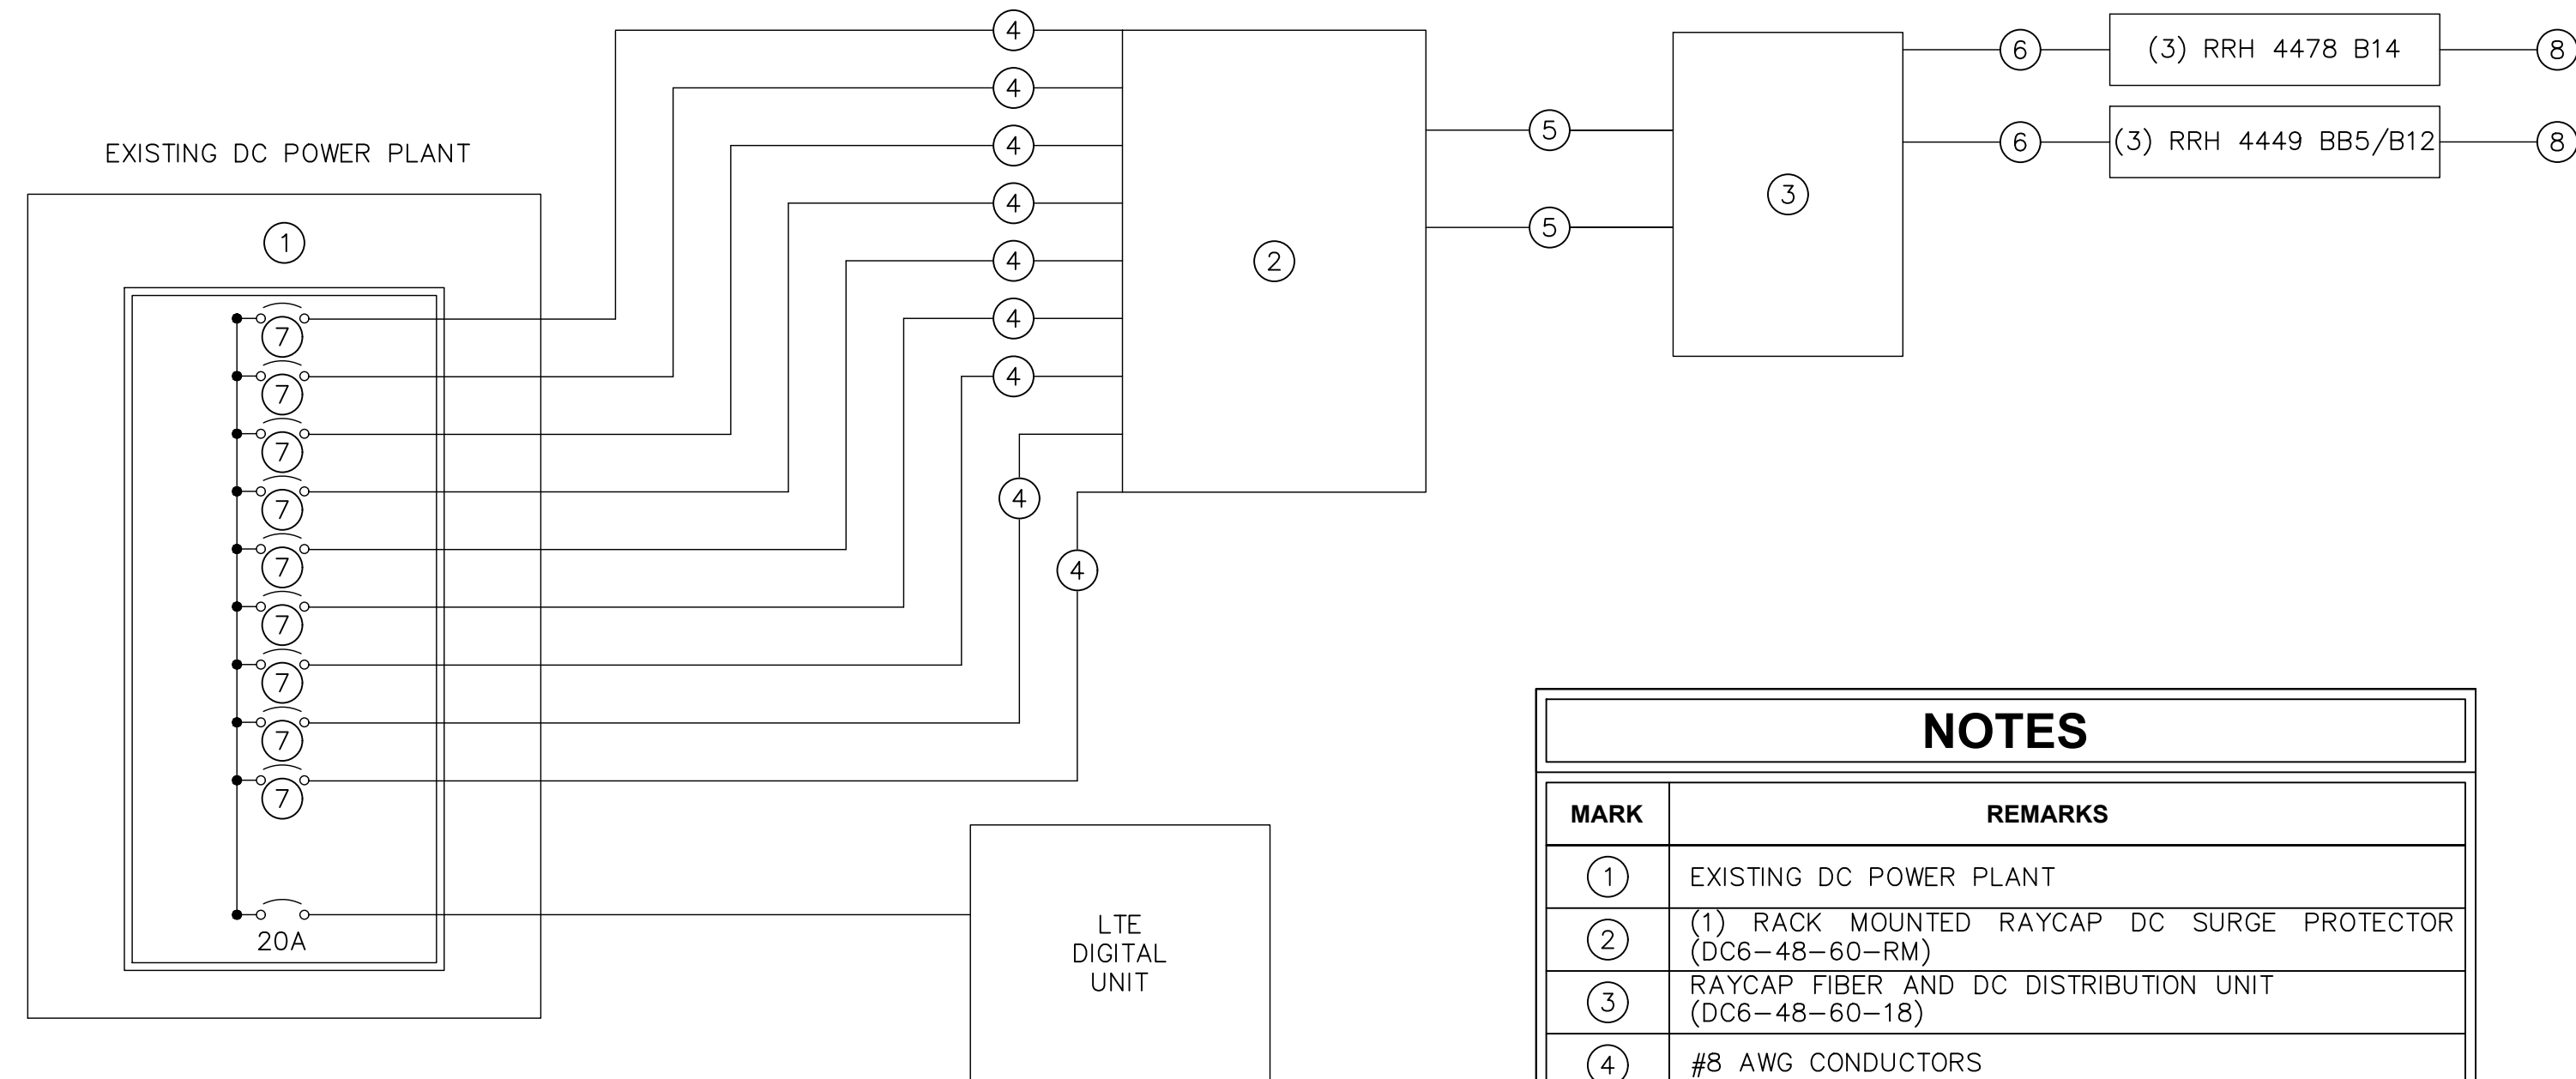 ④
④
④
④
④
④
④
④
④
EXISTING DC POWER PLANT
①
⑦
⑦
⑦
⑦
⑦
⑦
⑦
⑦
⑦
20A
②
⑤
⑤
③
⑥
(3) RRH 4478 B14
⑧
⑥
(3) RRH 4449 BB5/B12
⑧
LTE
DIGITAL
UNIT
NOTES
MARK REMARKS
① EXISTING DC POWER PLANT
② (1) RACK MOUNTED RAYCAP DC SURGE PROTECTOR
(DC6-48-60-RM)
③ RAYCAP FIBER AND DC DISTRIBUTION UNIT
(DC6-48-60-18)
④ #8 AWG CONDUCTORS